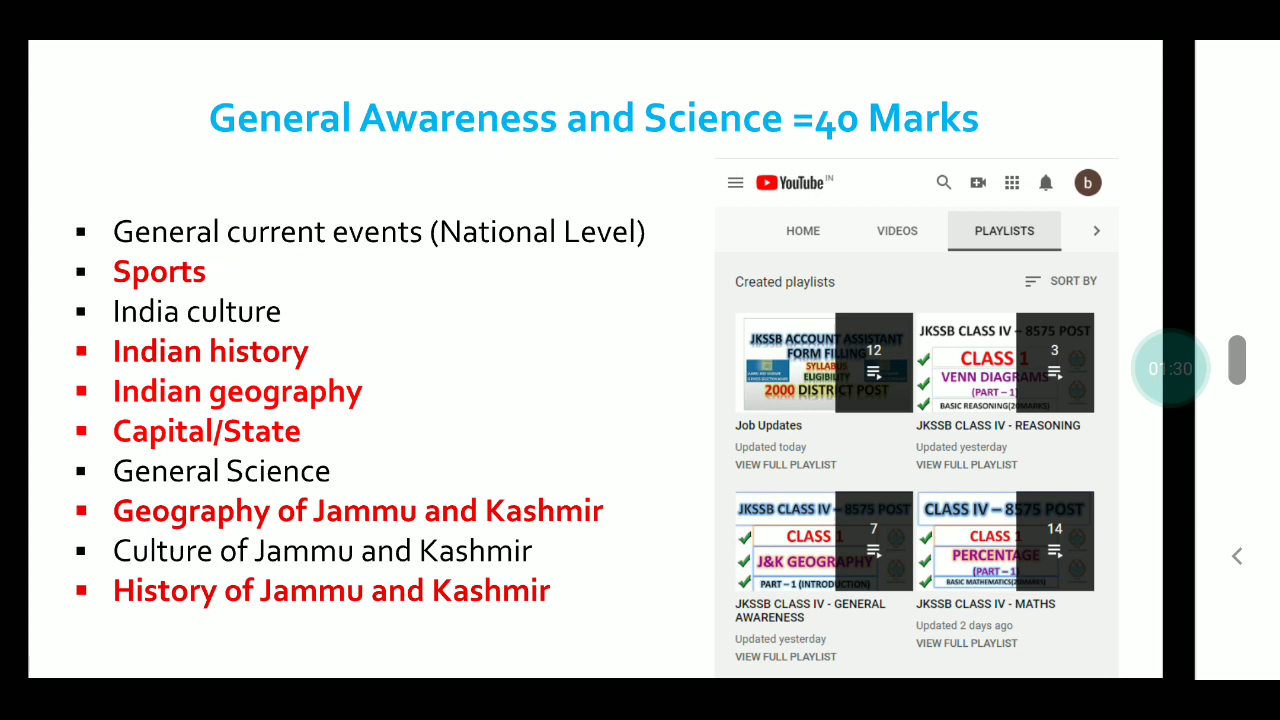 General Awareness and Science =40 Marks
General current events (National Level)
Sports
India culture
Indian history
Indian geography
Capital/State
General Science
Geography of Jammu and Kashmir
Culture of Jammu and Kashmir
History of Jammu and Kashmir
YouTube IN
b
HOME VIDEOS PLAYLISTS
Created playlists SORT BY
JKSSB ACCOUNT ASSISTANT
FORM FILLING
SYLLABUS
ELIGIBILITY
2000 DISTRICT POST
12
Job Updates
Updated today
VIEW FULL PLAYLIST
JKSSB CLASS IV – 8575 POST
CLASS 1
VENN DIAGRAMS
(PART – 1)
BASIC REASONING(20MARKS)
3
JKSSB CLASS IV - REASONING
Updated yesterday
VIEW FULL PLAYLIST
JKSSB CLASS IV – 8575 POST
CLASS 1
J&K GEOGRAPHY
PART – 1 (INTRODUCTION)
7
JKSSB CLASS IV - GENERAL
AWARENESS
Updated yesterday
VIEW FULL PLAYLIST
CLASS IV – 8575 POST
CLASS 1
PERCENTAGE
(PART – 1)
BASIC MATHEMATICS(20MARKS)
14
JKSSB CLASS IV - MATHS
Updated 2 days ago
VIEW FULL PLAYLIST
01:30